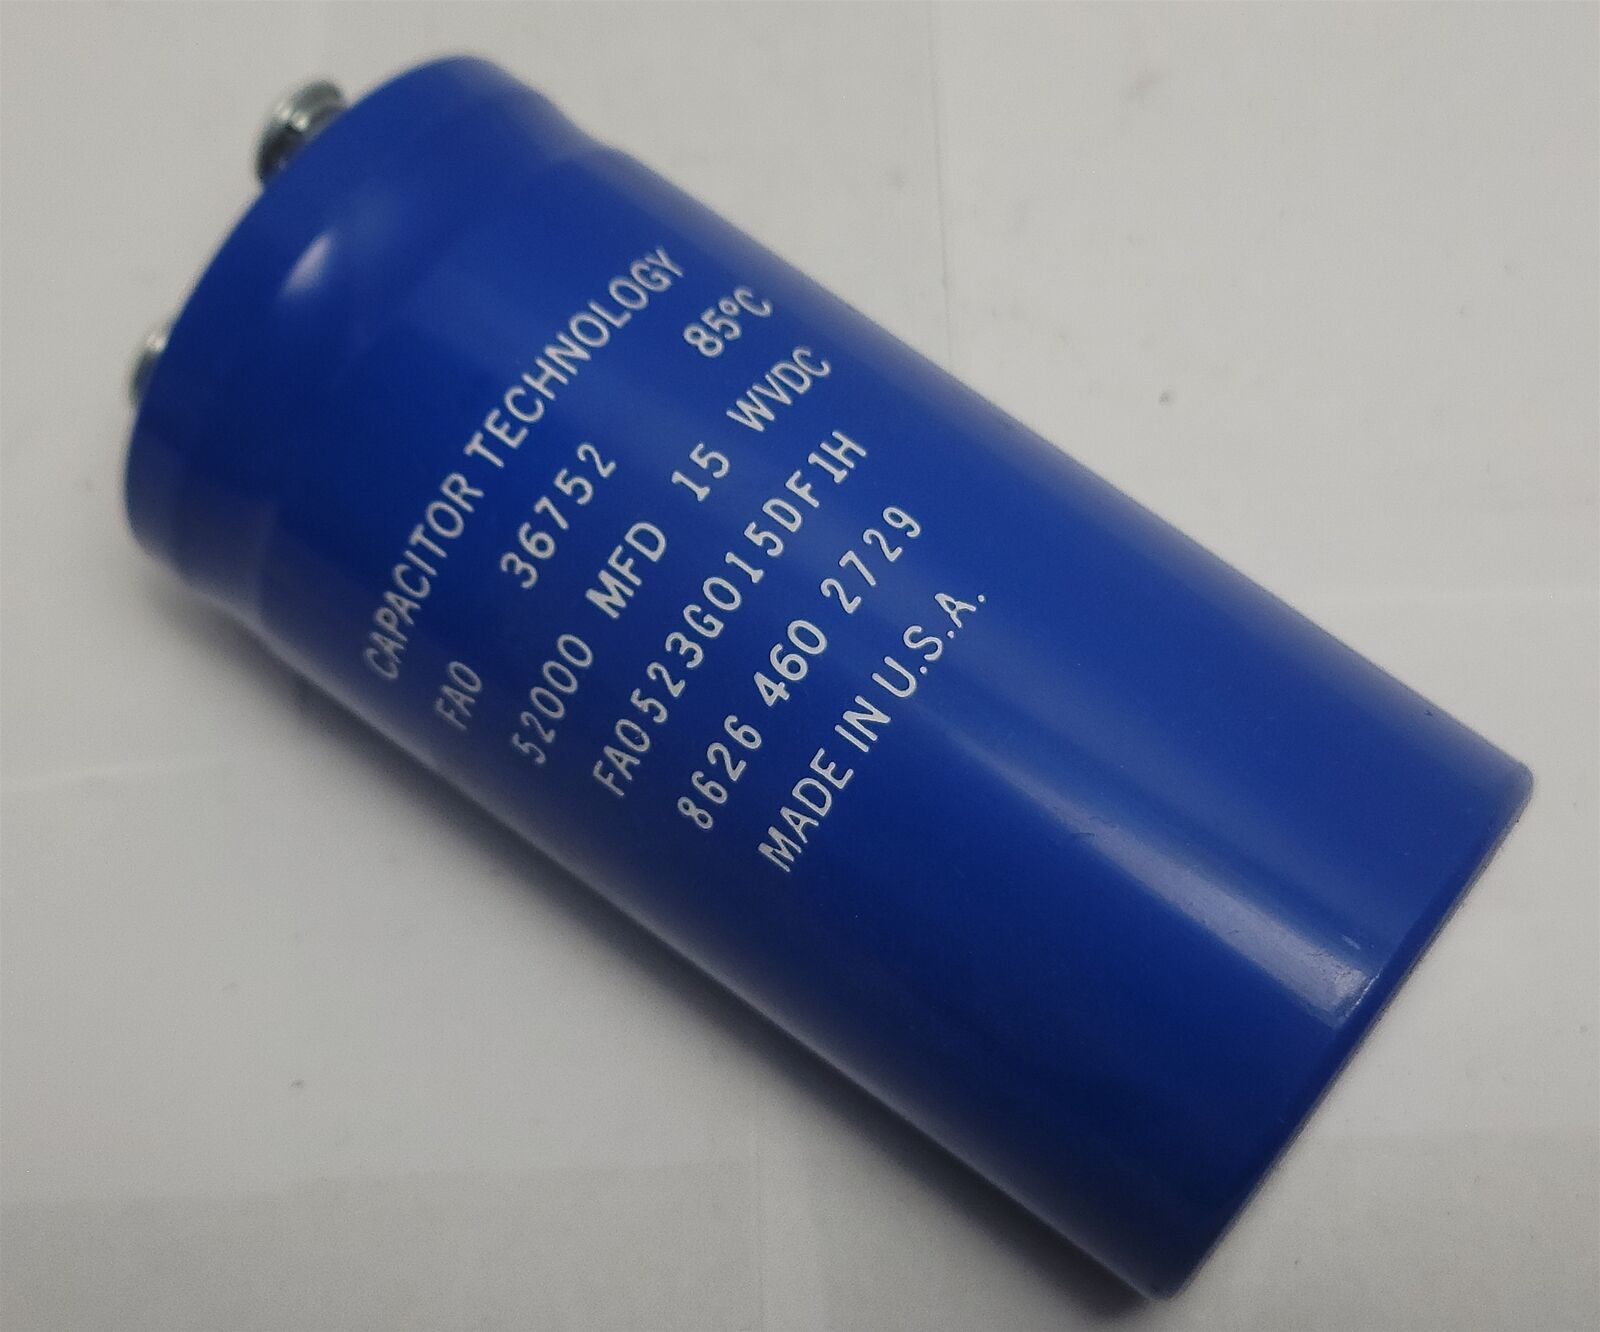 CAPACITOR TECHNOLOGY
FAO 36752 85°C
52000 MFD 15 WVDC
FAO523G015DF1H
8626 460 2729
MADE IN U.S.A.